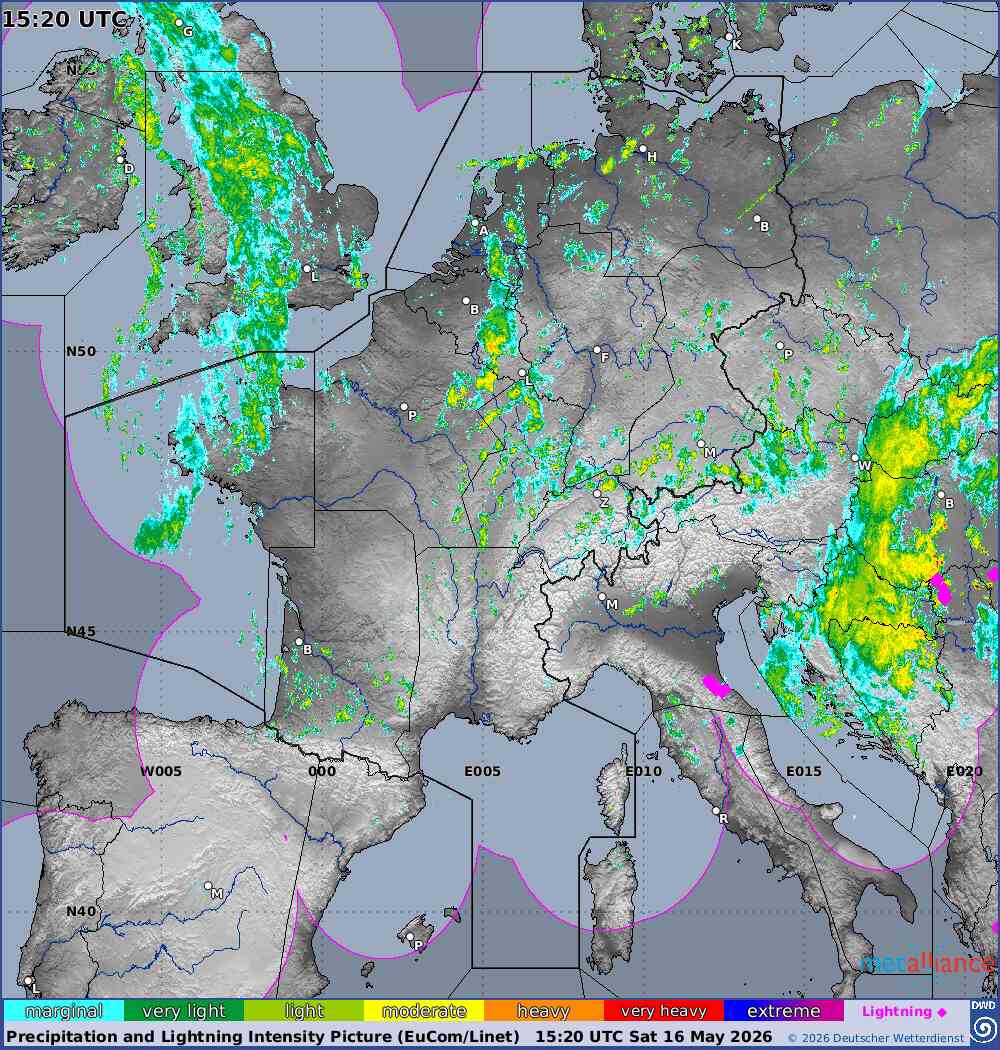 15:20 UTC
G
K
N55
D
H
B
A
L
B
N50
F
P
L
P
M
W
Z
B
M
N45
B
W005
000
E005
E010
E015
E020
R
M
N40
P
metalliance
L
marginal very light light moderate heavy very heavy extreme Lightning ◆
DWD
Precipitation and Lightning Intensity Picture (EuCom/Linet) 15:20 UTC Sat 16 May 2026 © 2026 Deutscher Wetterdienst